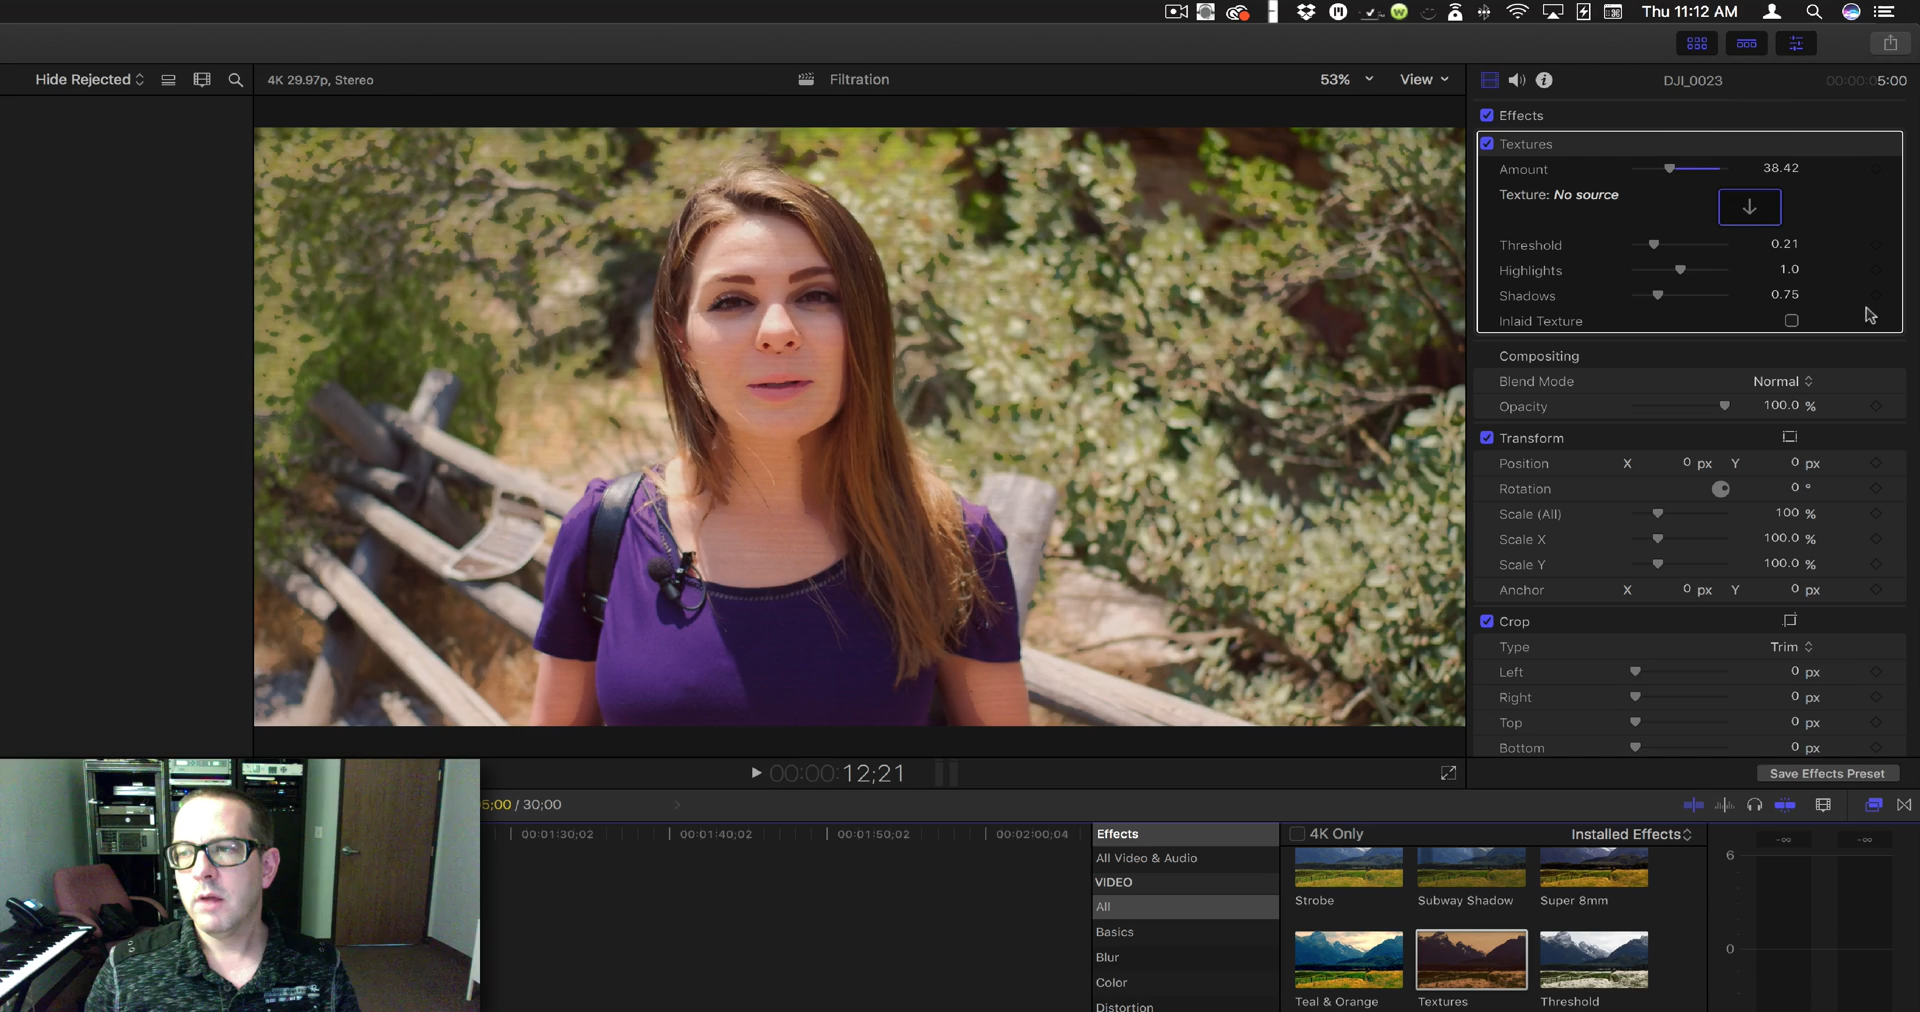 Thu 11:12 AM
Hide Rejected
4K 29.97p, Stereo
Filtration
53%
View
DJI_0023
00:00:05:00
Effects
Textures
Amount 38.42
Texture: No source
Threshold 0.21
Highlights 1.0
Shadows 0.75
Inlaid Texture
Compositing
Blend Mode Normal
Opacity 100.0 %
Transform
Position X 0 px Y 0 px
Rotation 0 °
Scale (All) 100 %
Scale X 100.0 %
Scale Y 100.0 %
Anchor X 0 px Y 0 px
Crop
Type Trim
Left 0 px
Right 0 px
Top 0 px
Bottom 0 px
00:00:12;21
Save Effects Preset
5;00 / 30;00
00:01:30;02 00:01:40;02 00:01:50;02 00:02:00;04
Effects
4K Only
Installed Effects
All Video & Audio
VIDEO
All
Basics
Blur
Color
Distortion
Strobe
Subway Shadow
Super 8mm
Teal & Orange
Textures
Threshold
-∞ -∞
6
0